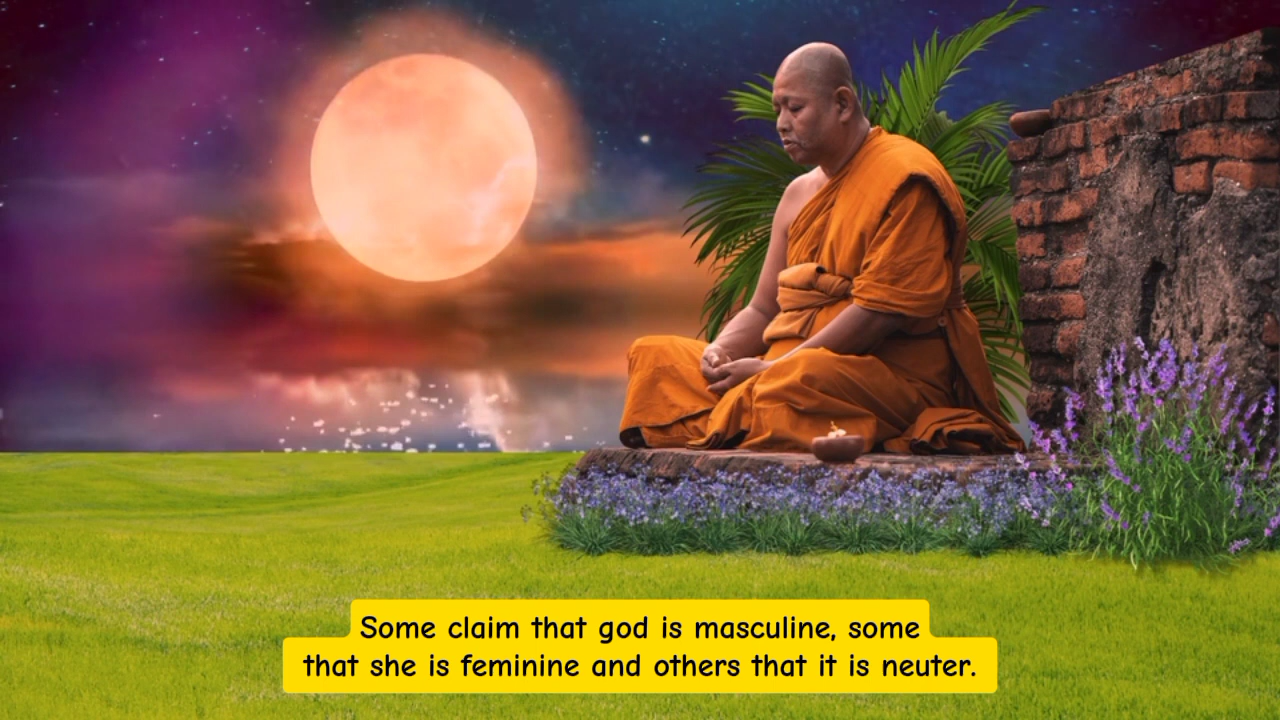 Some claim that god is masculine, some
that she is feminine and others that it is neuter.